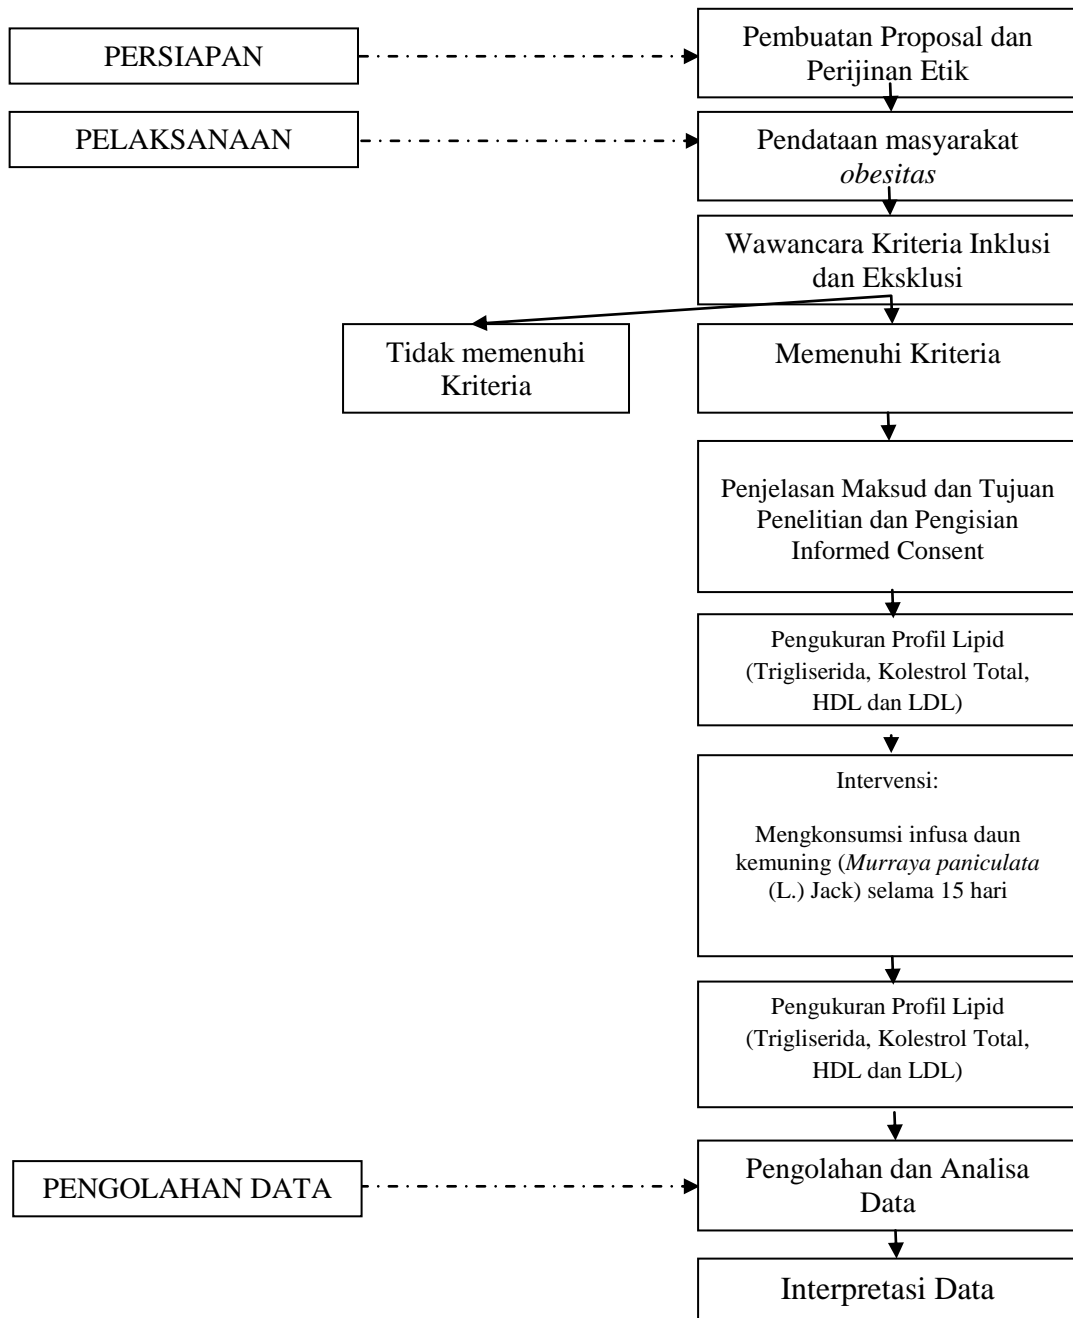 PERSIAPAN
Pembuatan Proposal dan
Perijinan Etik
PELAKSANAAN
Pendataan masyarakat
obesitas
Wawancara Kriteria Inklusi
dan Eksklusi
Tidak memenuhi
Kriteria
Memenuhi Kriteria
Penjelasan Maksud dan Tujuan
Penelitian dan Pengisian
Informed Consent
Pengukuran Profil Lipid
(Trigliserida, Kolestrol Total,
HDL dan LDL)
Intervensi:
Mengkonsumsi infusa daun
kemuning (Murraya paniculata
(L.) Jack) selama 15 hari
Pengukuran Profil Lipid
(Trigliserida, Kolestrol Total,
HDL dan LDL)
PENGOLAHAN DATA
Pengolahan dan Analisa
Data
Interpretasi Data